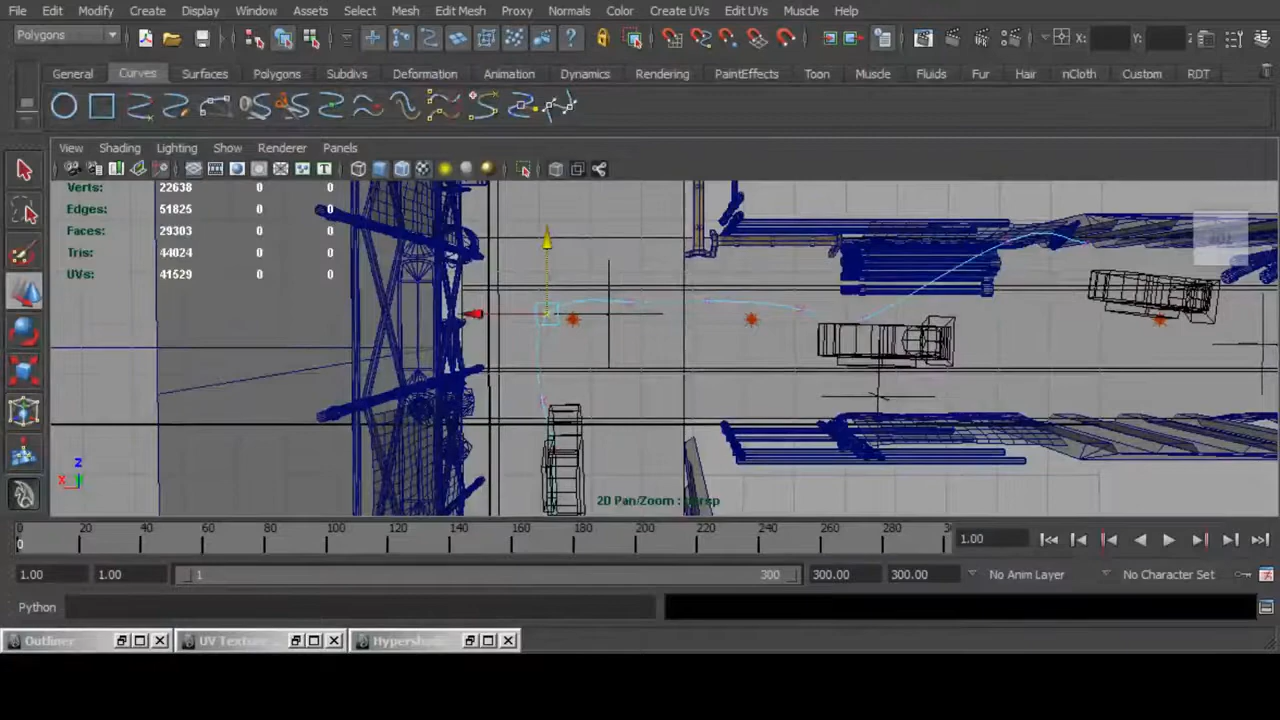 File Edit Modify Create Display Window Assets Select Mesh Edit Mesh Proxy Normals Color Create UVs Edit UVs Muscle Help
Polygons X: Y: Z
General Curves Surfaces Polygons Subdivs Deformation Animation Dynamics Rendering PaintEffects Toon Muscle Fluids Fur Hair nCloth Custom RDT
View Shading Lighting Show Renderer Panels
Verts: 22638 0 0
Edges: 51825 0 0
Faces: 29303 0 0
Tris: 44024 0 0
UVs: 41529 0 0
z
x
2D Pan/Zoom : persp
0 20 40 60 80 100 120 140 160 180 200 220 240 260 280
0 1.00
1.00 1.00 1 300 300.00 300.00 No Anim Layer No Character Set
Python
Outliner UV Texture Hypershad